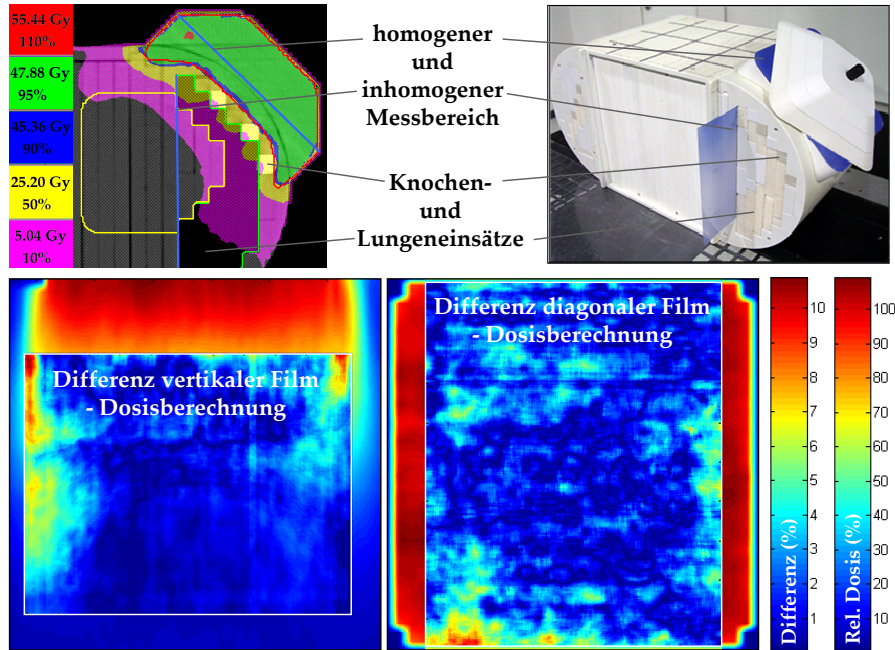 55.44 Gy
110%
47.88 Gy
95%
45.36 Gy
90%
25.20 Gy
50%
5.04 Gy
10%
homogener
und
inhomogener
Messbereich
Knochen-
und
Lungeneinsätze
Differenz vertikaler Film
- Dosisberechnung
Differenz diagonaler Film
- Dosisberechnung
10
9
8
7
6
5
4
3
2
1
Differenz (%)
100
90
80
70
60
50
40
30
20
10
Rel. Dosis (%)